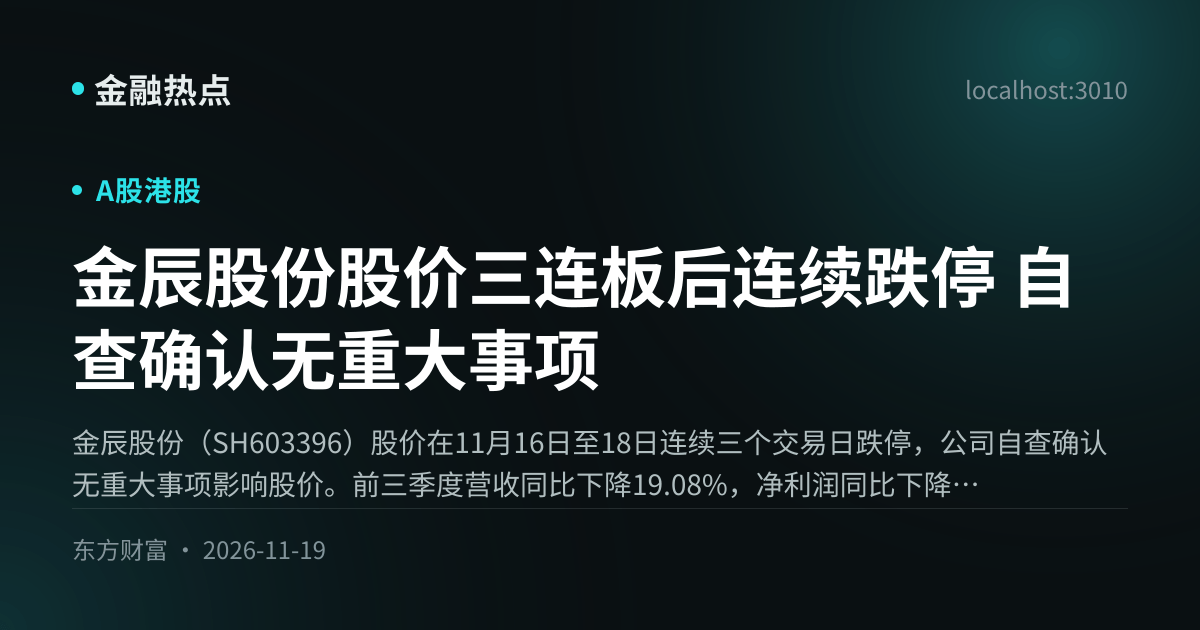 金融热点
localhost:3010
A股港股
金辰股份股价三连板后连续跌停 自
查确认无重大事项
金辰股份（SH603396）股价在11月16日至18日连续三个交易日跌停，公司自查确认
无重大事项影响股价。前三季度营收同比下降19.08%，净利润同比下降…
东方财富 · 2026-11-19